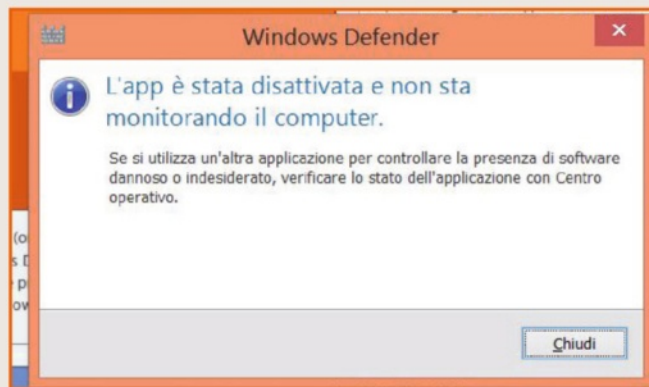 Windows Defender
L'app è stata disattivata e non sta
monitorando il computer.
Se si utilizza un'altra applicazione per controllare la presenza di software
dannoso o indesiderato, verificare lo stato dell'applicazione con Centro
operativo.
Chiudi